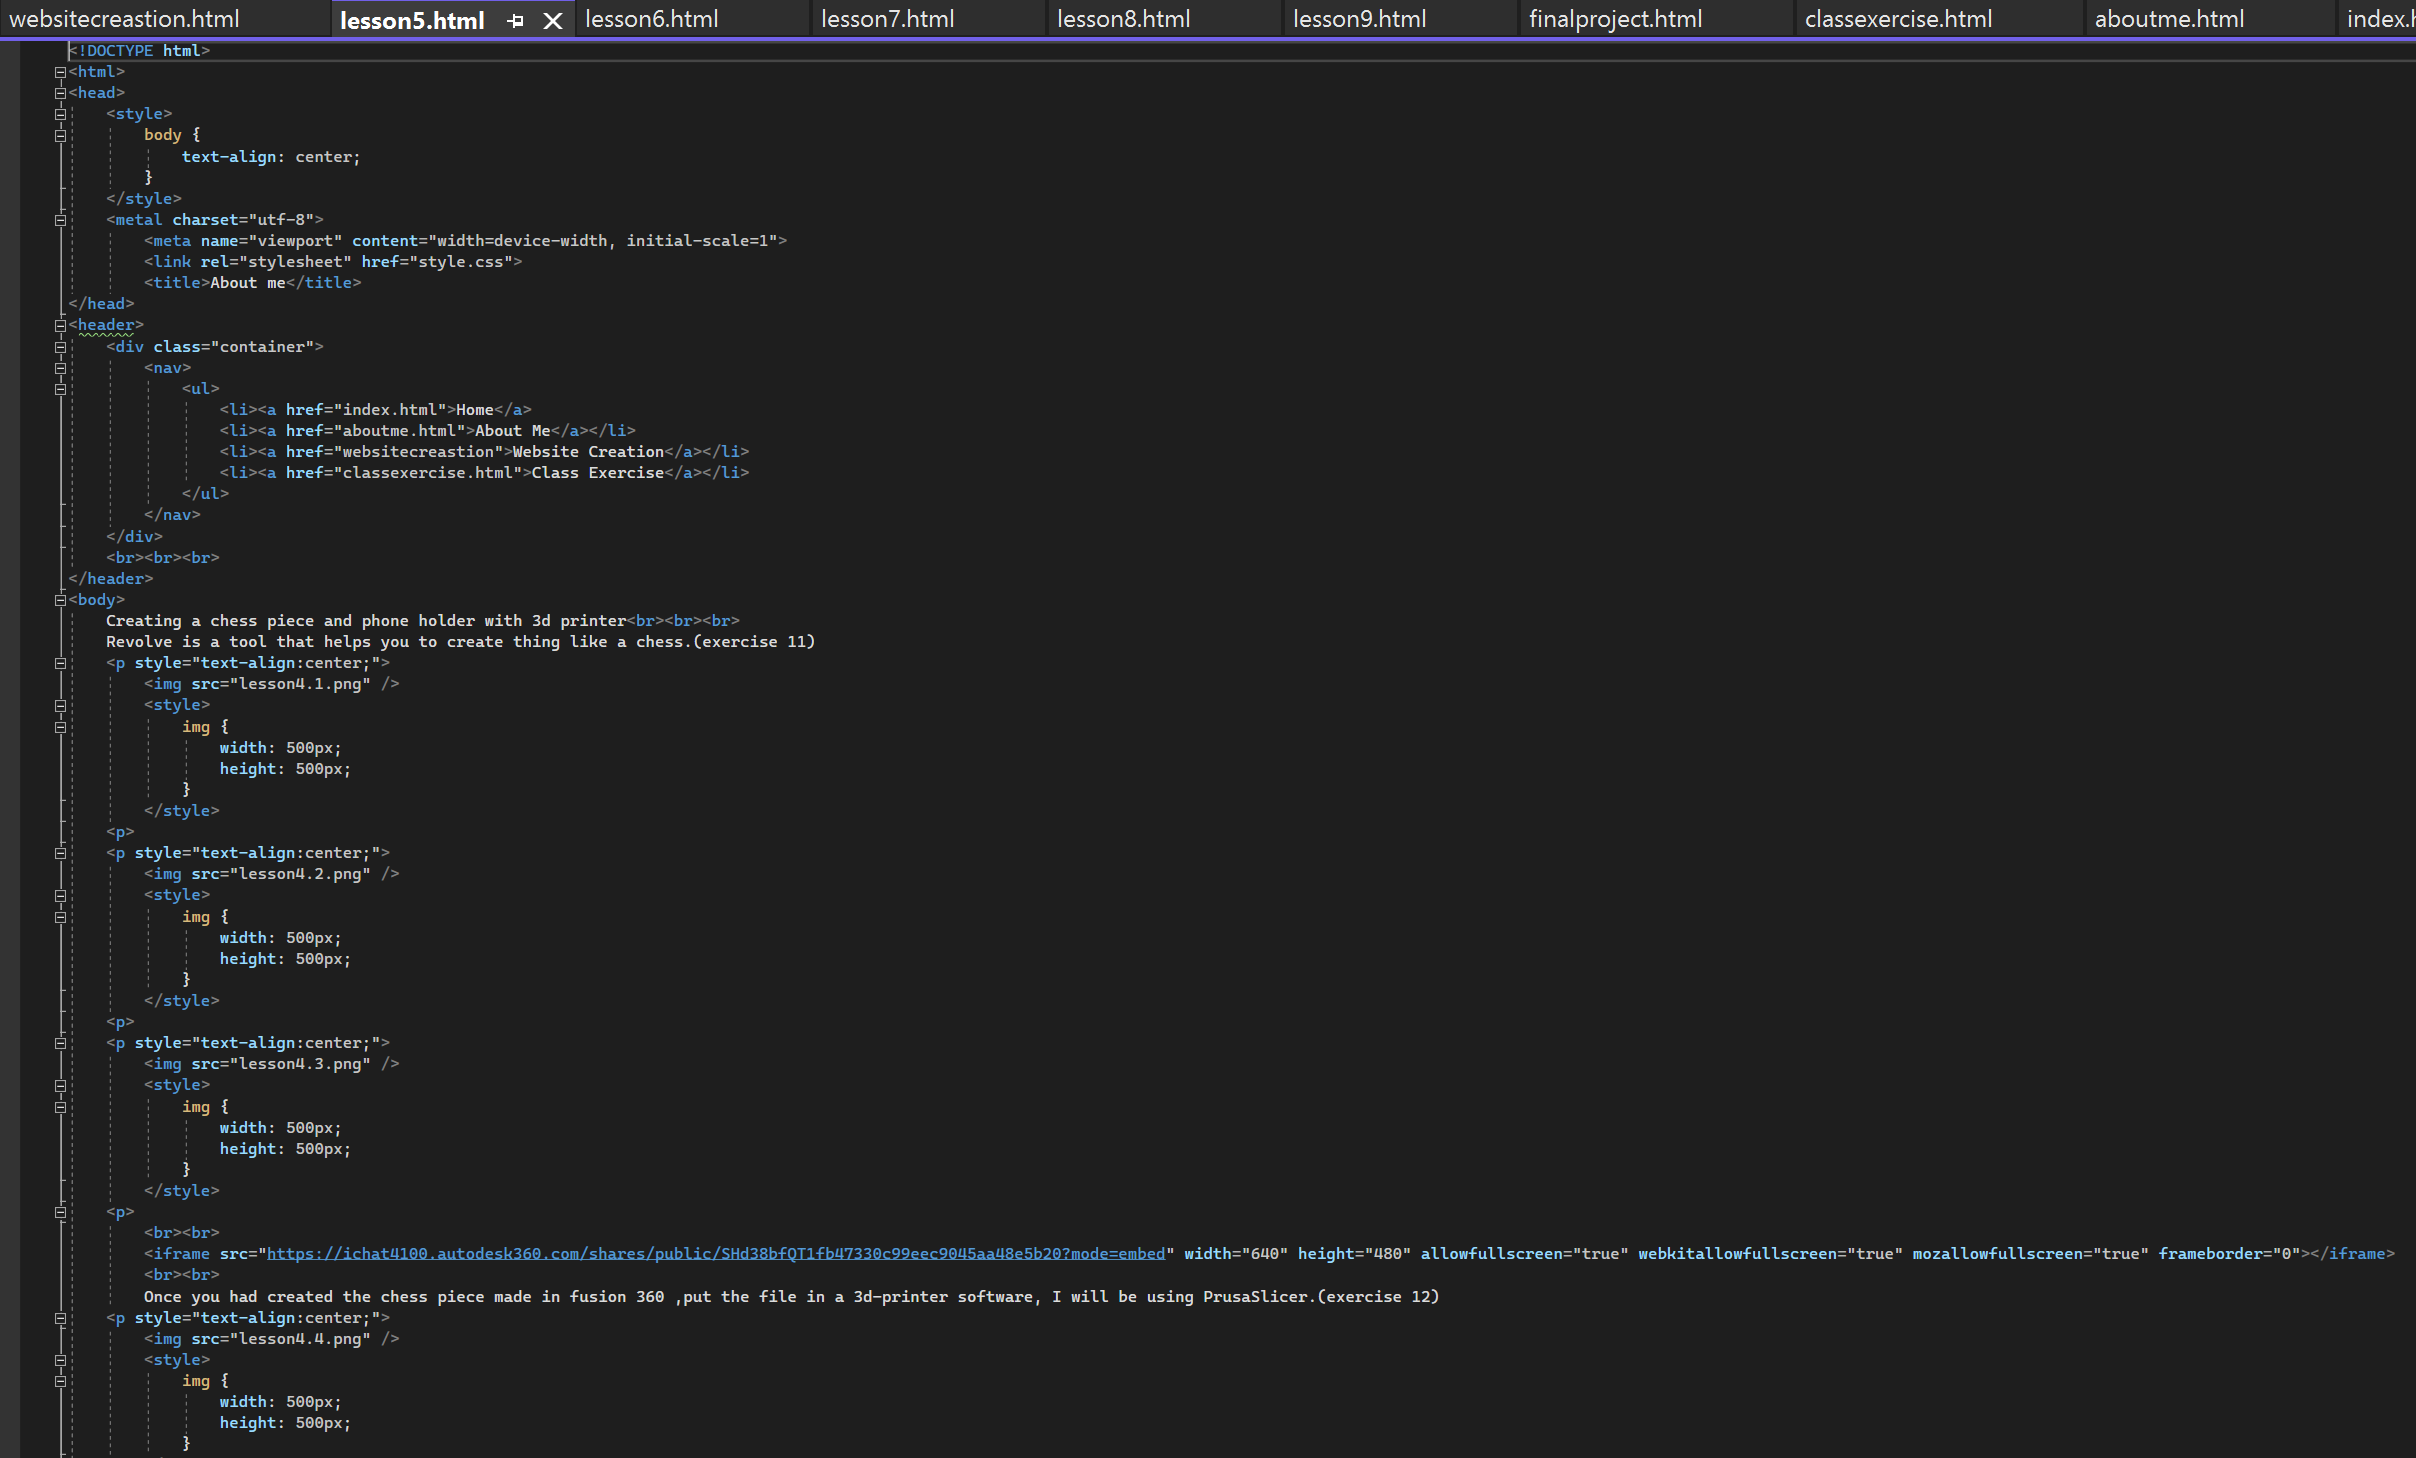 websitecreastion.html lesson5.html lesson6.html lesson7.html lesson8.html lesson9.html finalproject.html classexercise.html aboutme.html index.h
<!DOCTYPE html>
<html>
<head>
<style>
body {
text-align: center;
}
</style>
<metal charset="utf-8">
<meta name="viewport" content="width=device-width, initial-scale=1">
<link rel="stylesheet" href="style.css">
<title>About me</title>
</head>
<header>
<div class="container">
<nav>
<ul>
<li><a href="index.html">Home</a>
<li><a href="aboutme.html">About Me</a></li>
<li><a href="websitecreastion">Website Creation</a></li>
<li><a href="classexercise.html">Class Exercise</a></li>
</ul>
</nav>
</div>
<br><br><br>
</header>
<body>
Creating a chess piece and phone holder with 3d printer<br><br><br>
Revolve is a tool that helps you to create thing like a chess.(exercise 11)
<p style="text-align:center;">
<img src="lesson4.1.png" />
<style>
img {
width: 500px;
height: 500px;
}
</style>
<p>
<p style="text-align:center;">
<img src="lesson4.2.png" />
<style>
img {
width: 500px;
height: 500px;
}
</style>
<p>
<p style="text-align:center;">
<img src="lesson4.3.png" />
<style>
img {
width: 500px;
height: 500px;
}
</style>
<p>
<br><br>
<iframe src="https://ichat4100.autodesk360.com/shares/public/SHd38bfQT1fb47330c99eec9045aa48e5b20?mode=embed" width="640" height="480" allowfullscreen="true" webkitallowfullscreen="true" mozallowfullscreen="true" frameborder="0"></iframe>
<br><br>
Once you had created the chess piece made in fusion 360 ,put the file in a 3d-printer software, I will be using PrusaSlicer.(exercise 12)
<p style="text-align:center;">
<img src="lesson4.4.png" />
<style>
img {
width: 500px;
height: 500px;
}